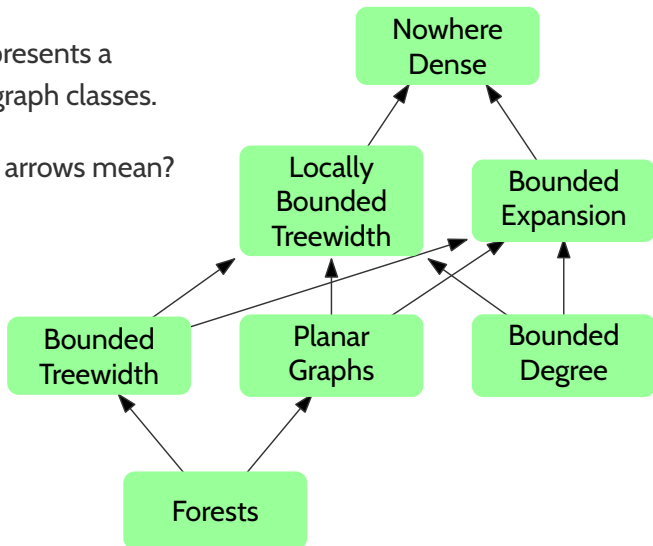 presents a
graph classes.
arrows mean?
Nowhere
Dense
Locally
Bounded
Treewidth
Bounded
Expansion
Bounded
Treewidth
Planar
Graphs
Bounded
Degree
Forests